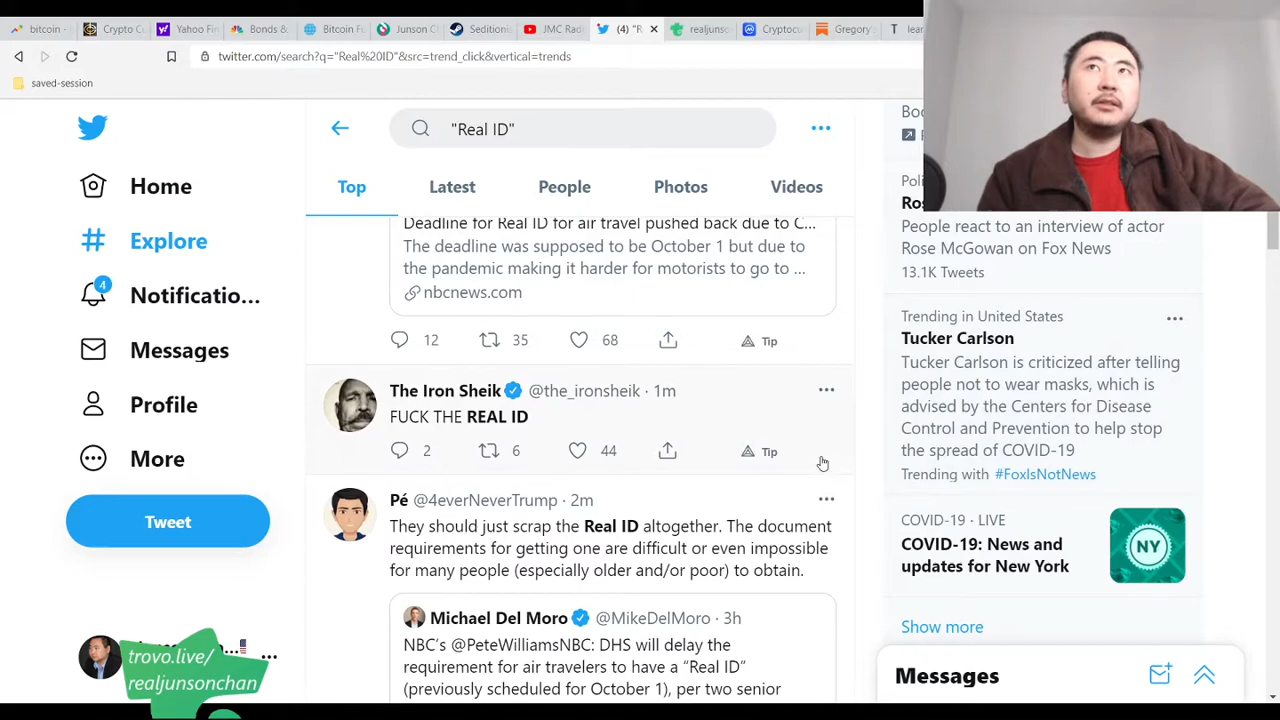 bitcoin
Crypto C
Yahoo Fin
Bonds &
Bitcoin F
Junson C
Sedition
JMC Rad
(4) "R
realjuns
Cryptocu
Gregory's
lear
twitter.com/search?q="Real%20ID"&src=trend_click&vertical=trends
saved-session
"Real ID"
Home
Top
Latest
People
Photos
Videos
Explore
Notificatio...
4
Messages
Profile
More
Tweet
trovo.live/
realjunsonchan
Deadline for Real ID for air travel pushed back due to C...
The deadline was supposed to be October 1 but due to
the pandemic making it harder for motorists to go to ...
nbcnews.com
12 35 68 Tip
The Iron Sheik @the_ironsheik · 1m
FUCK THE REAL ID
2 6 44 Tip
Pé @4everNeverTrump · 2m
They should just scrap the Real ID altogether. The document
requirements for getting one are difficult or even impossible
for many people (especially older and/or poor) to obtain.
Michael Del Moro @MikeDelMoro · 3h
NBC's @PeteWilliamsNBC: DHS will delay the
requirement for air travelers to have a "Real ID"
(previously scheduled for October 1), per two senior
Boo
Poli
Ros
People react to an interview of actor
Rose McGowan on Fox News
13.1K Tweets
Trending in United States
Tucker Carlson
Tucker Carlson is criticized after telling
people not to wear masks, which is
advised by the Centers for Disease
Control and Prevention to help stop
the spread of COVID-19
Trending with #FoxIsNotNews
COVID-19 · LIVE
COVID-19: News and
updates for New York
NY
Show more
Messages